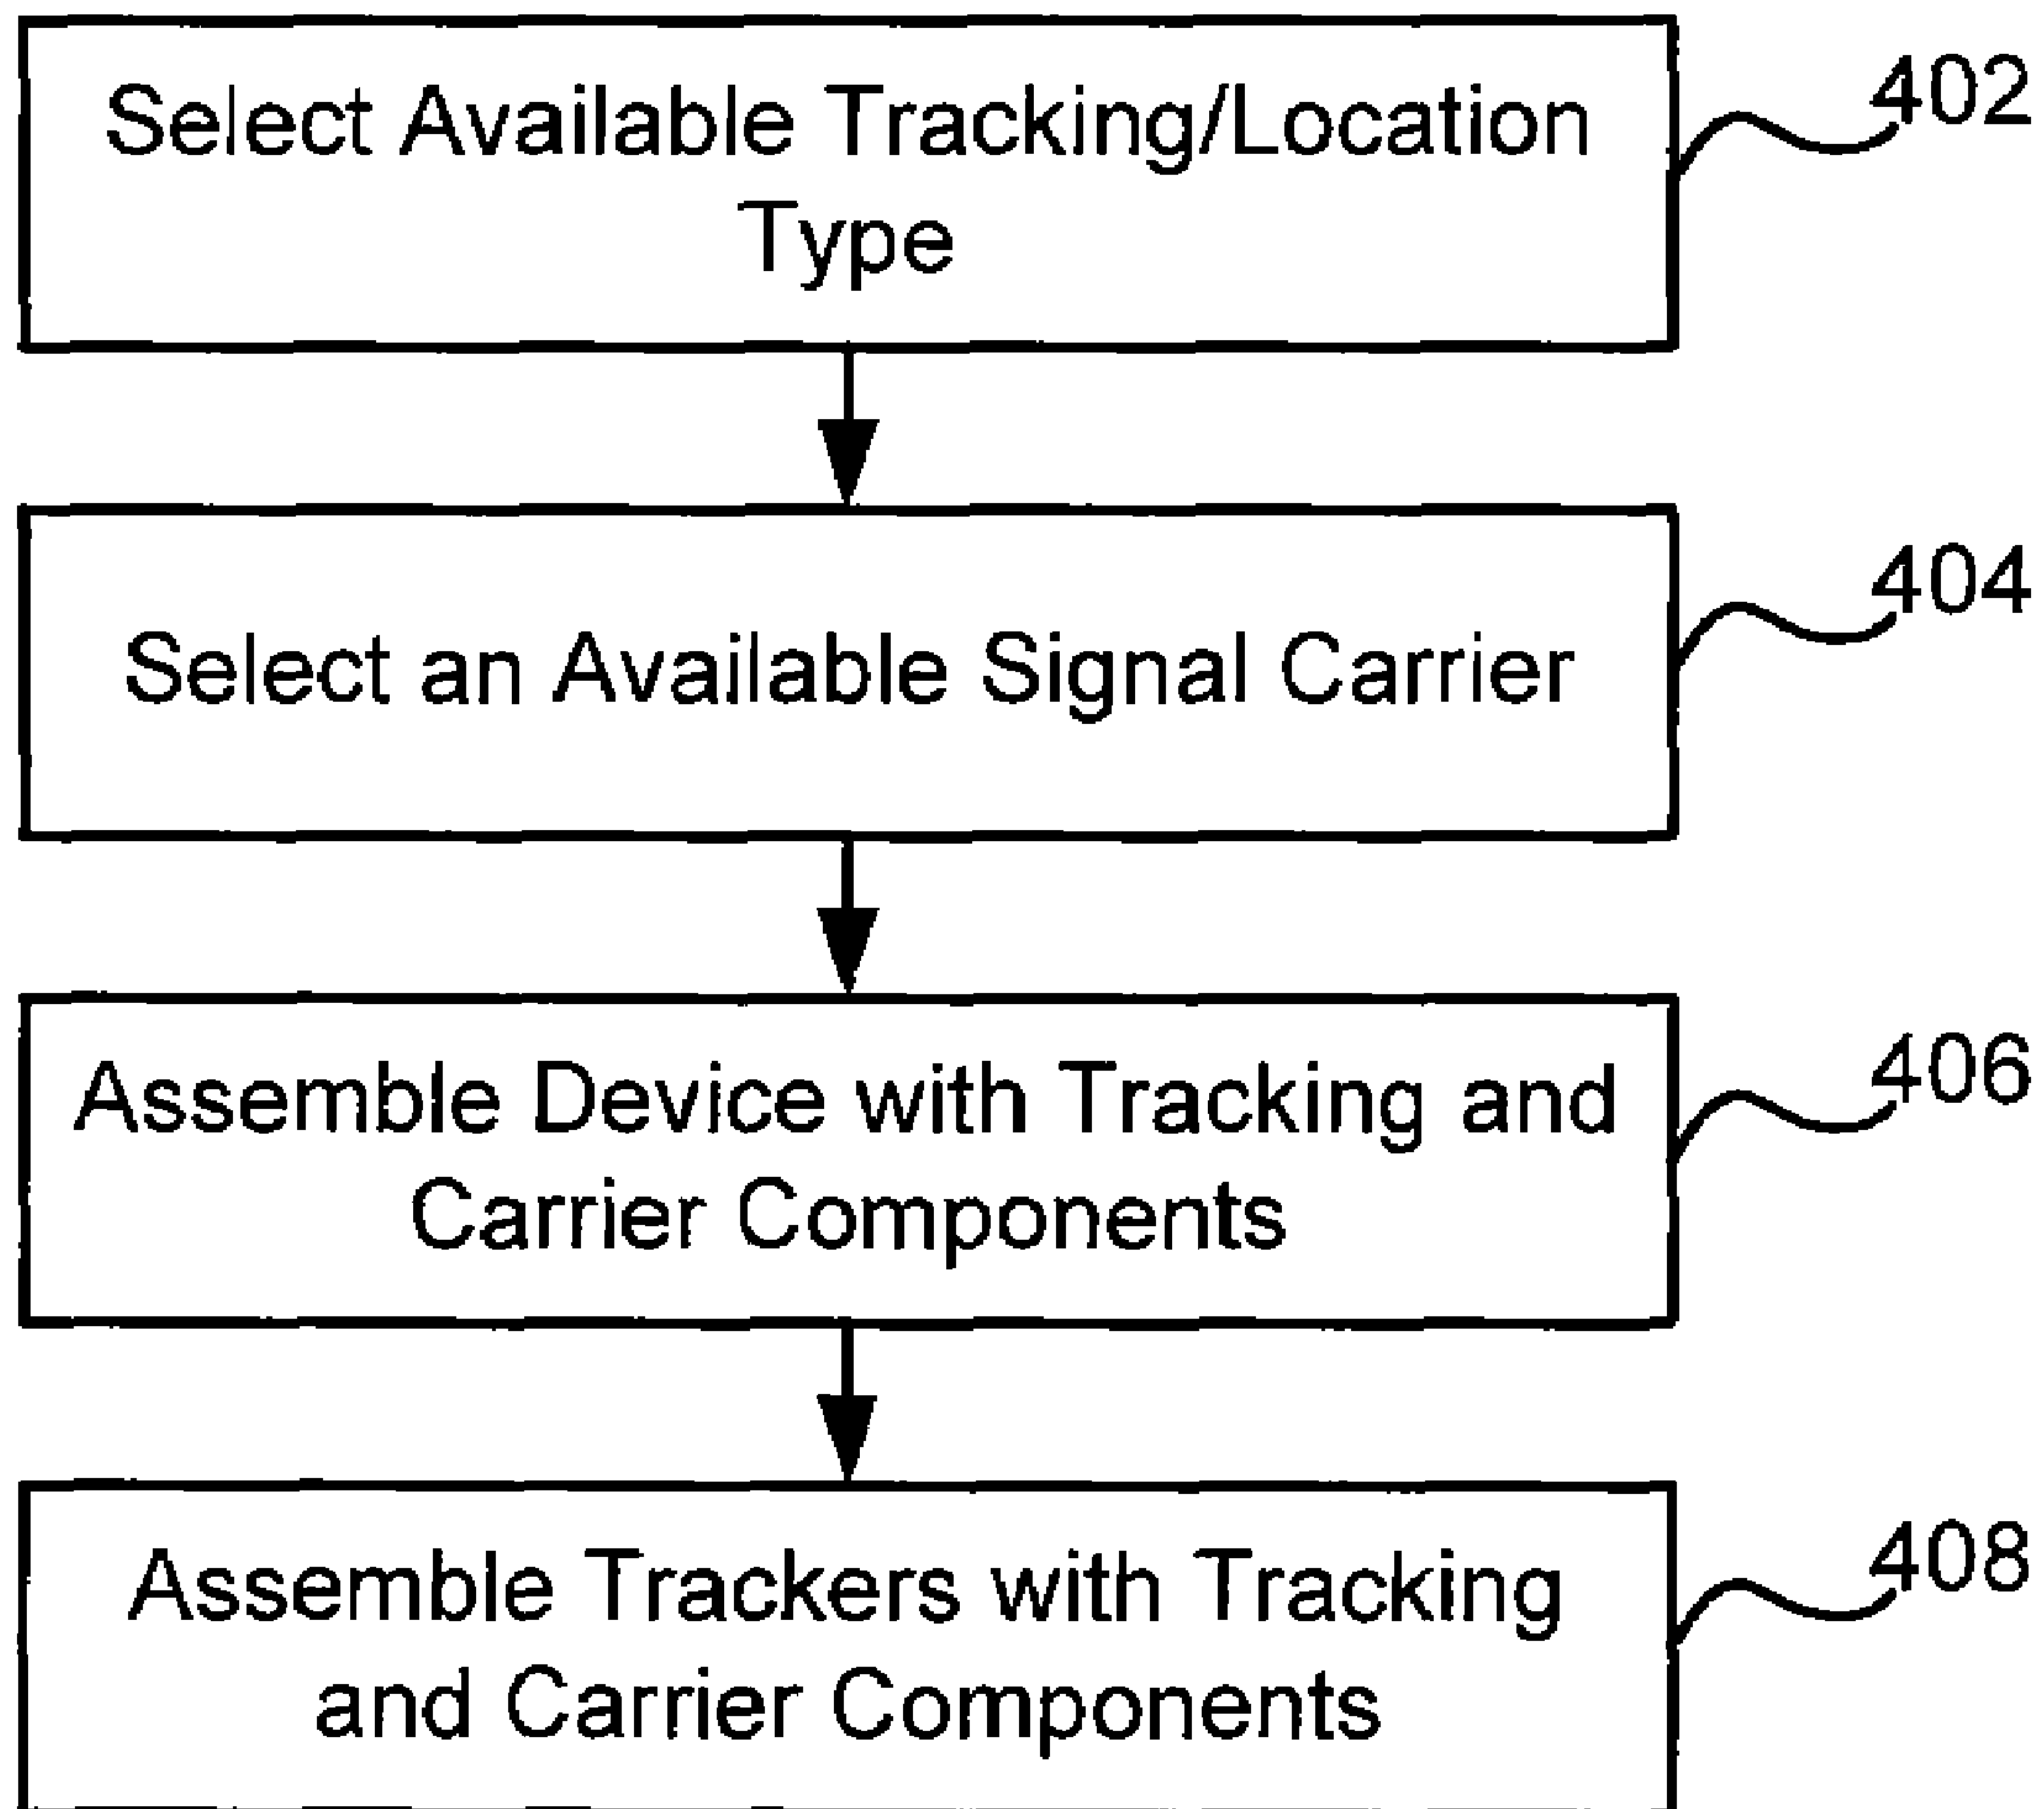 Select Available Tracking/Location
Type
402
Select an Available Signal Carrier
404
Assemble Device with Tracking and
Carrier Components
406
Assemble Trackers with Tracking
and Carrier Components
408